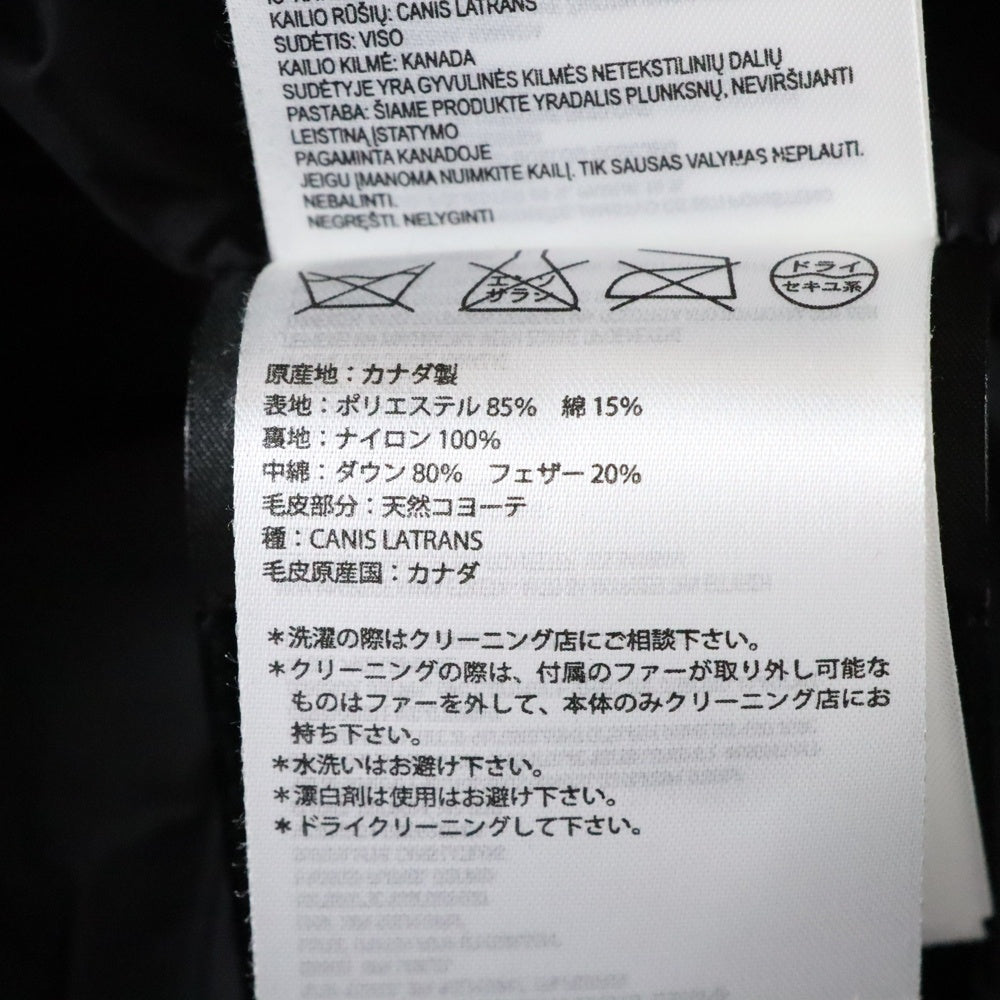 KAILIO RŪŠIŲ: CANIS LATRANS
SUDĖTIS: VISO
KAILIO KILMĖ: KANADA
SUDĖTYJE YRA GYVULINĖS KILMĖS NETEKSTILINIŲ DALIŲ
PASTABA: ŠIAME PRODUKTE YRADALIS PLUNKSNŲ, NEVIRŠIJANTI
LEISTINĄ ĮSTATYMO
PAGAMINTA KANADOJE
JEIGU ĮMANOMA NUIMKITE KAILĮ. TIK SAUSAS VALYMAS NEPLAUTI.
NEBALINTI.
NEGRĘŠTI. NELYGINTI
エンソ
サラシ
ドライ
セキユ系
原産地：カナダ製
表地：ポリエステル 85%　綿 15%
裏地：ナイロン 100%
中綿：ダウン 80%　フェザー 20%
毛皮部分：天然コヨーテ
種：CANIS LATRANS
毛皮原産国：カナダ
＊洗濯の際はクリーニング店にご相談下さい。
＊クリーニングの際は、付属のファーが取り外し可能な
ものはファーを外して、本体のみクリーニング店にお
持ち下さい。
＊水洗いはお避け下さい。
＊漂白剤は使用はお避け下さい。
＊ドライクリーニングして下さい。